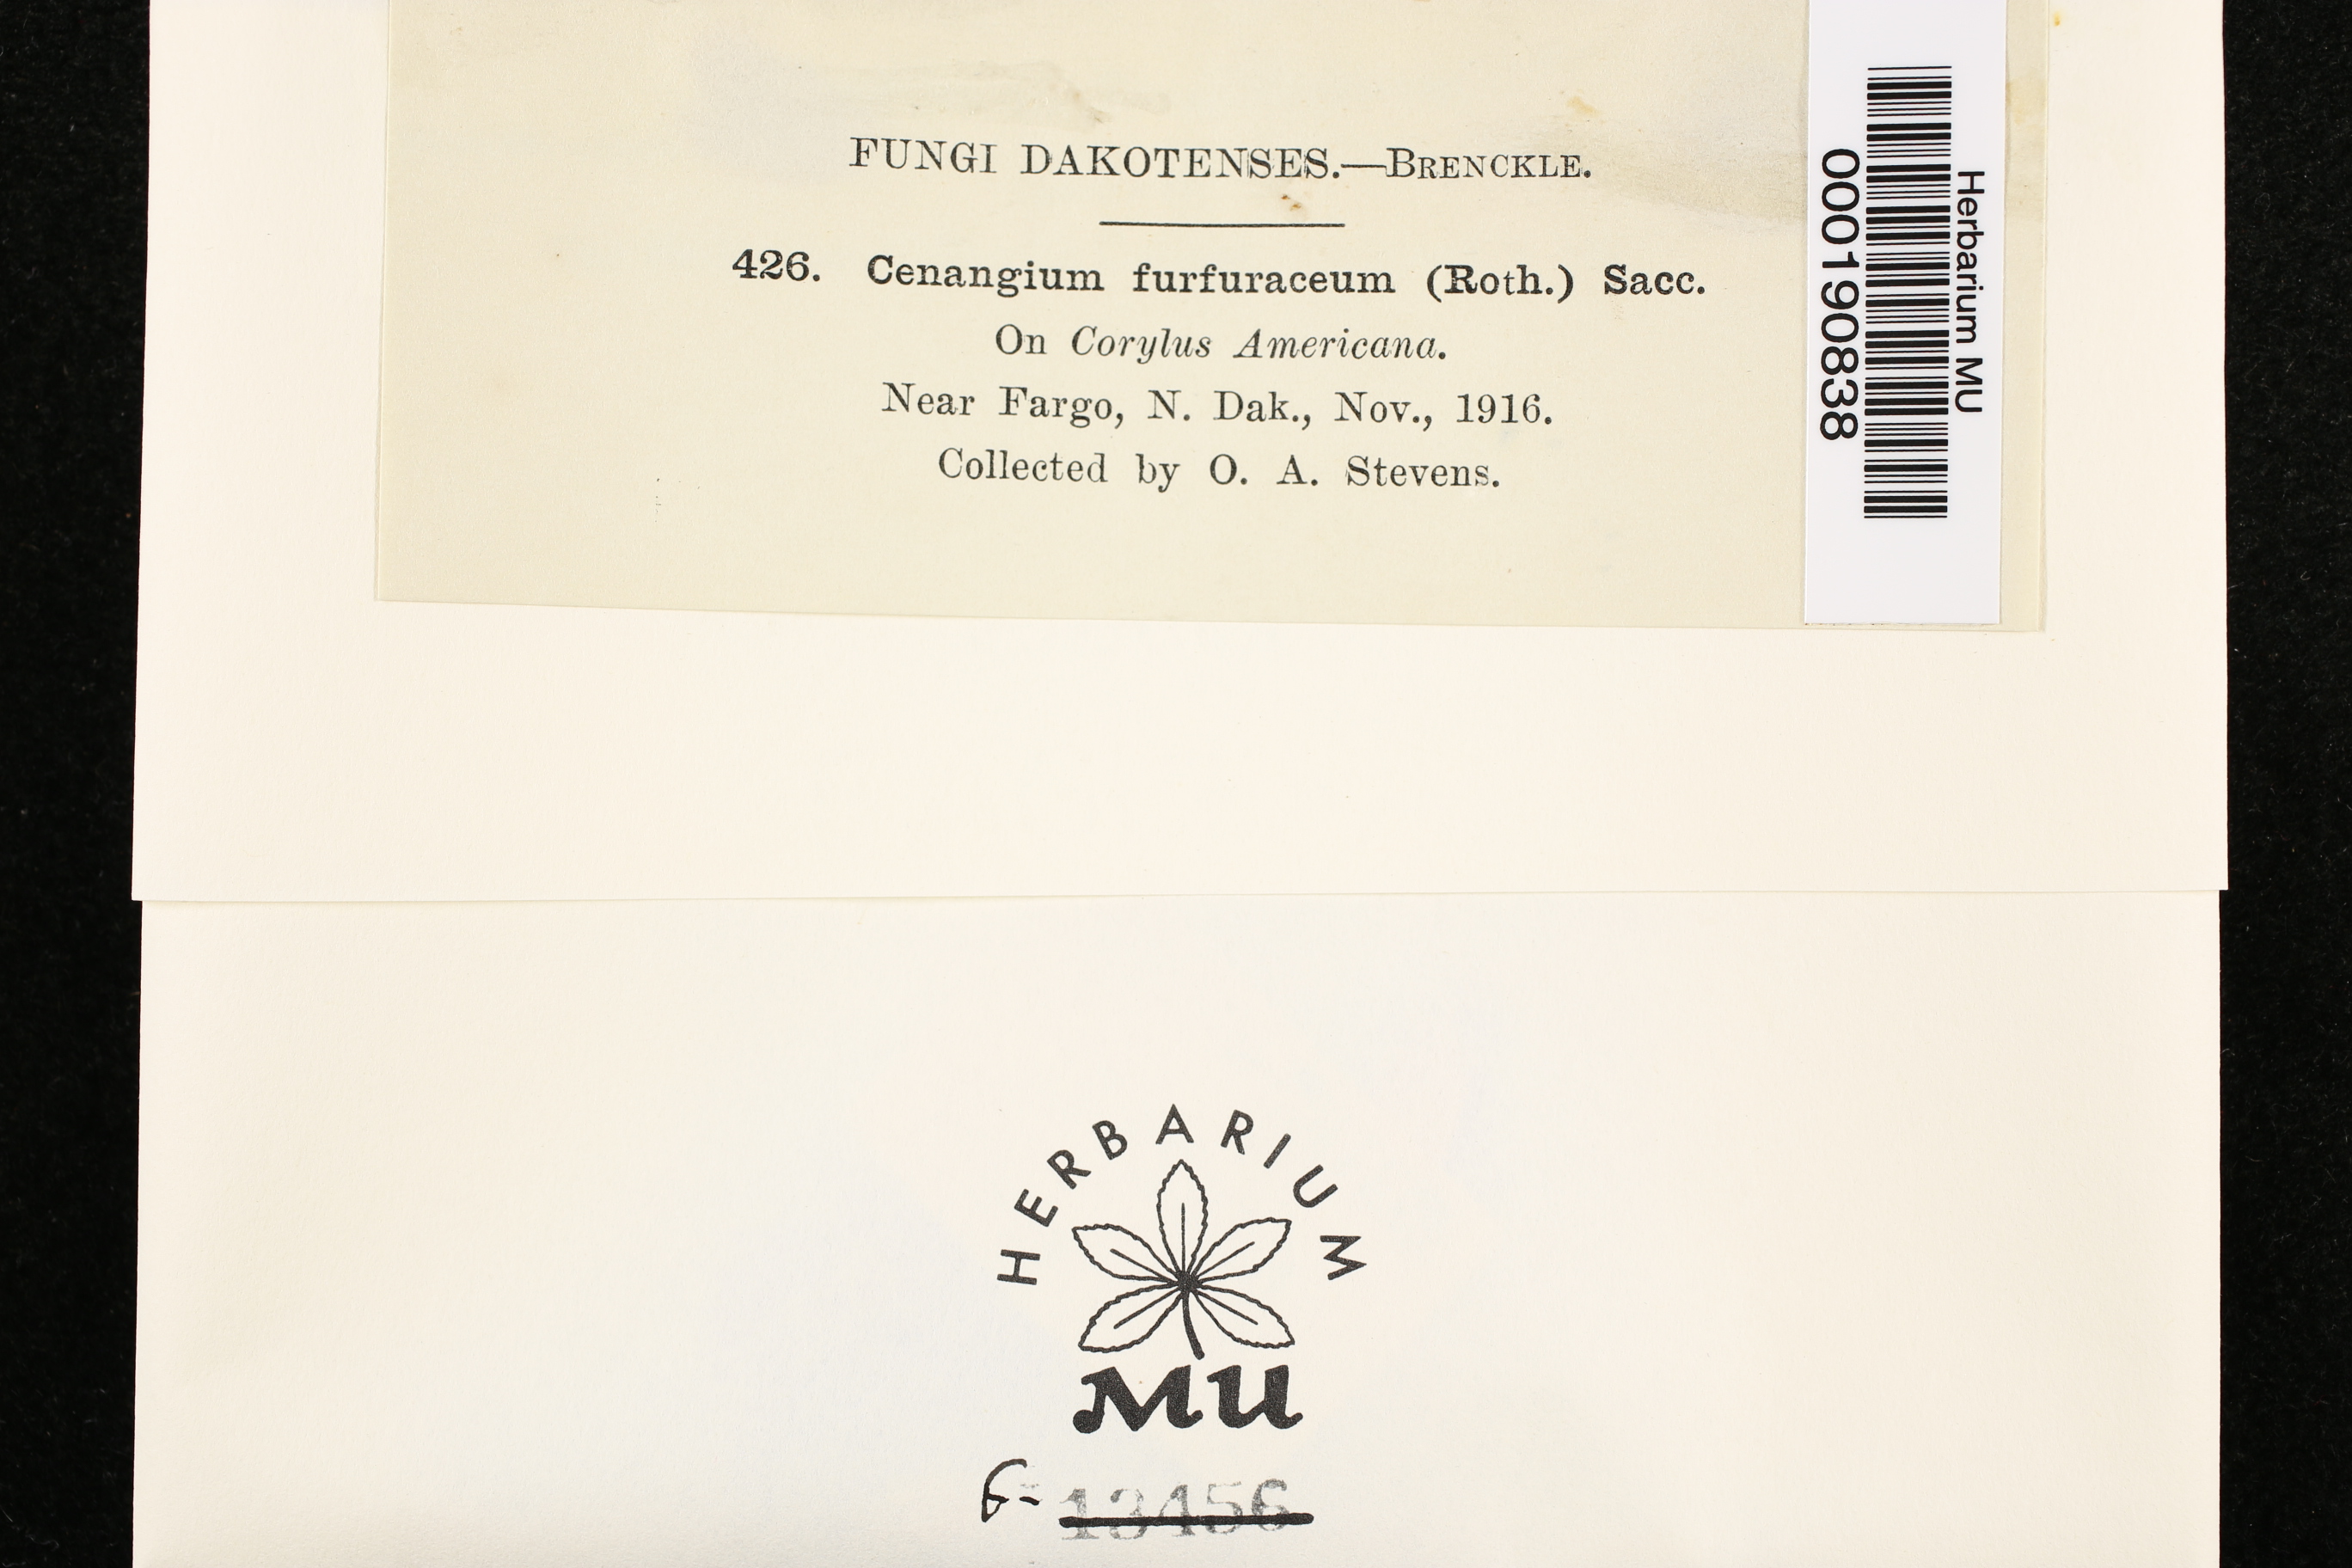 FUNGI DAKOTENSES.—BRENCKLE.
426. Cenangium furfuraceum (Roth.) Sacc.
On Corylus Americana.
Near Fargo, N. Dak., Nov., 1916.
Collected by O. A. Stevens.
Herbarium MU
000190838
HERBARIUM
MU
13456